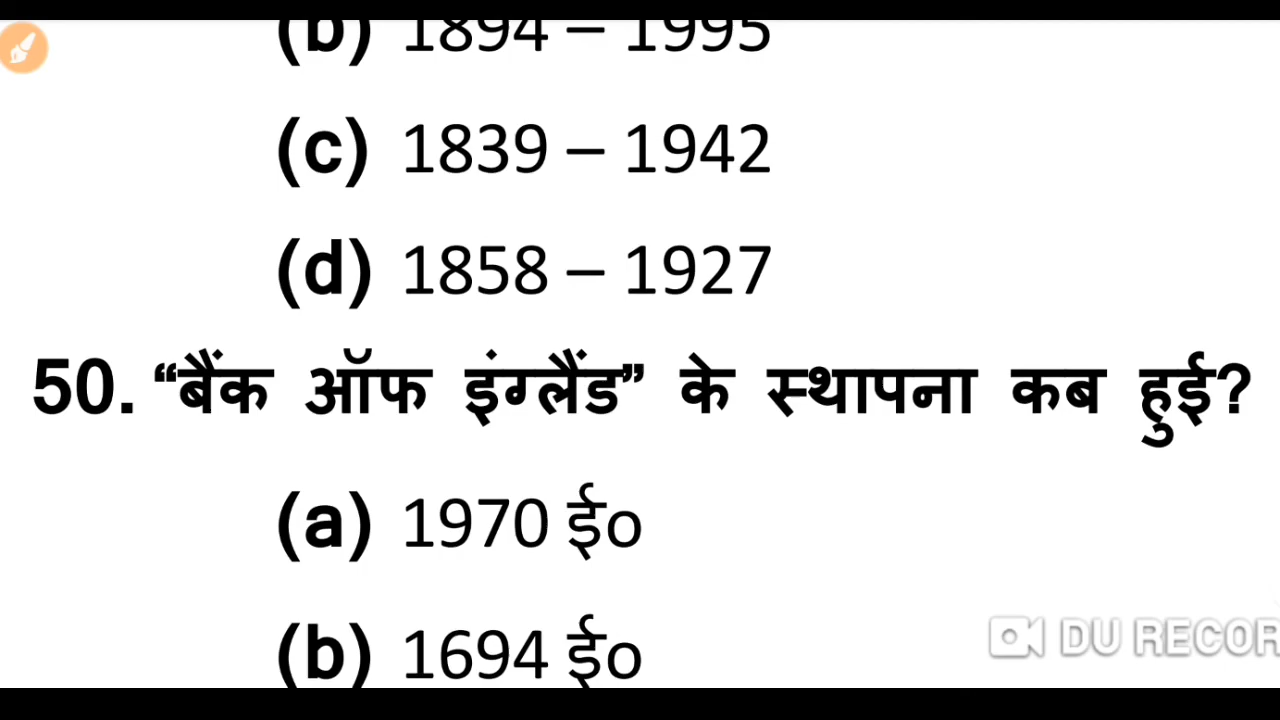 (b) 1894 – 1995
(c) 1839 – 1942
(d) 1858 – 1927
50. “बैंक ऑफ इंग्लैंड” के स्थापना कब हुई?
(a) 1970 ई०
(b) 1694 ई०
DU RECOR